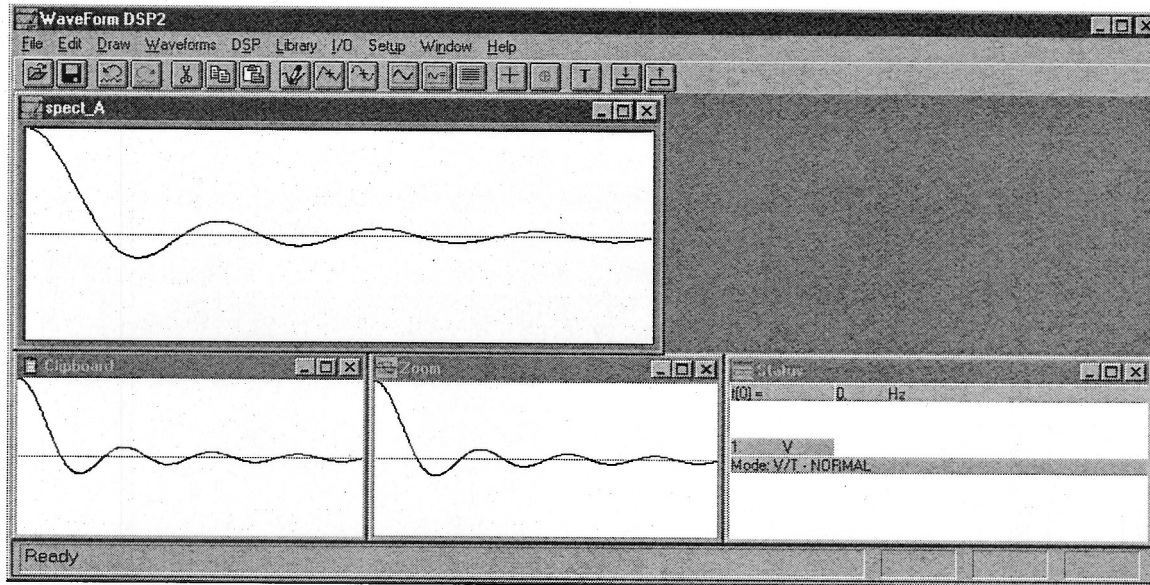 WaveForm DSP2
File Edit Draw Waveforms DSP Library I/O Setup Window Help
T
spect_A
Clipboard
Zoom
Status
f[0] = 0. Hz
1 V
Mode: V/T - NORMAL
Ready